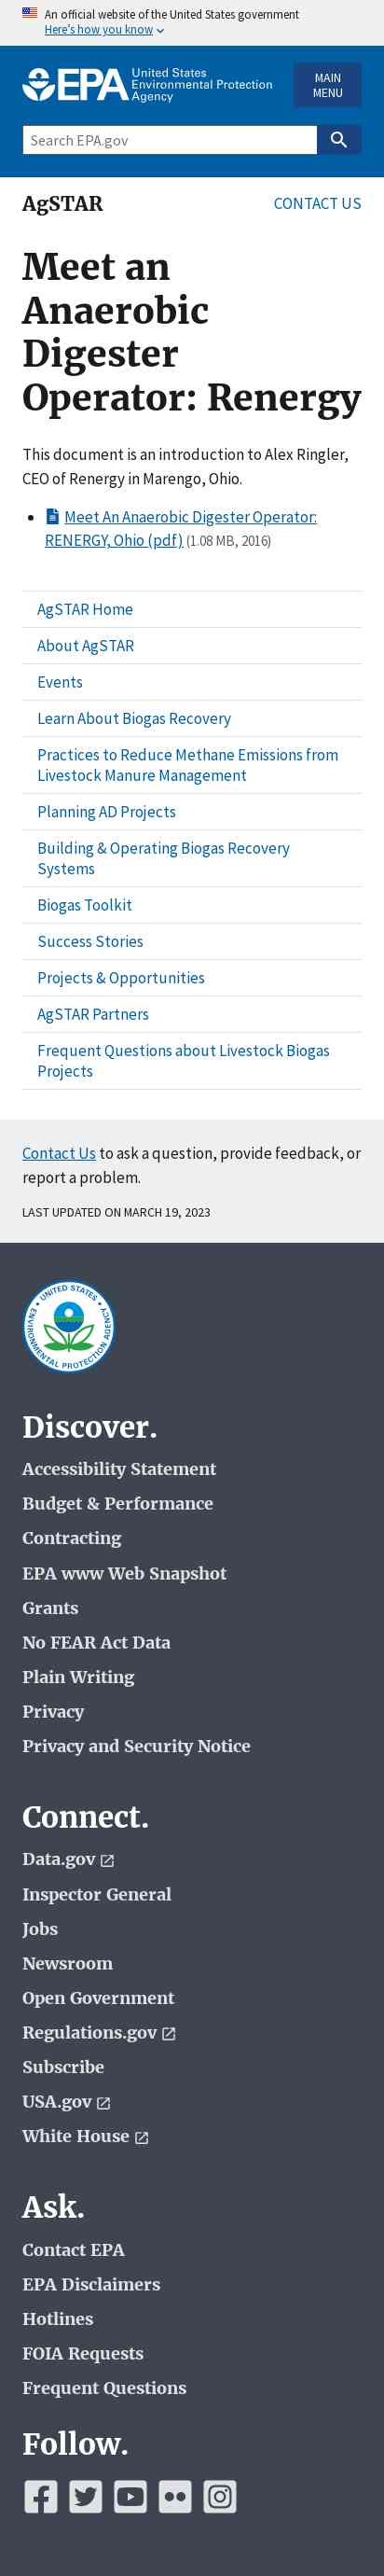 An official website of the United States government
Here's how you know
EPA United States
Environmental Protection
Agency
MAIN
MENU
Search EPA.gov
AgSTAR
CONTACT US
Meet an
Anaerobic
Digester
Operator: Renergy
This document is an introduction to Alex Ringler,
CEO of Renergy in Marengo, Ohio.
Meet An Anaerobic Digester Operator:
RENERGY, Ohio (pdf) (1.08 MB, 2016)
AgSTAR Home
About AgSTAR
Events
Learn About Biogas Recovery
Practices to Reduce Methane Emissions from
Livestock Manure Management
Planning AD Projects
Building & Operating Biogas Recovery
Systems
Biogas Toolkit
Success Stories
Projects & Opportunities
AgSTAR Partners
Frequent Questions about Livestock Biogas
Projects
Contact Us to ask a question, provide feedback, or
report a problem.
LAST UPDATED ON MARCH 19, 2023
UNITED STATES
ENVIRONMENTAL PROTECTION AGENCY
Discover.
Accessibility Statement
Budget & Performance
Contracting
EPA www Web Snapshot
Grants
No FEAR Act Data
Plain Writing
Privacy
Privacy and Security Notice
Connect.
Data.gov
Inspector General
Jobs
Newsroom
Open Government
Regulations.gov
Subscribe
USA.gov
White House
Ask.
Contact EPA
EPA Disclaimers
Hotlines
FOIA Requests
Frequent Questions
Follow.